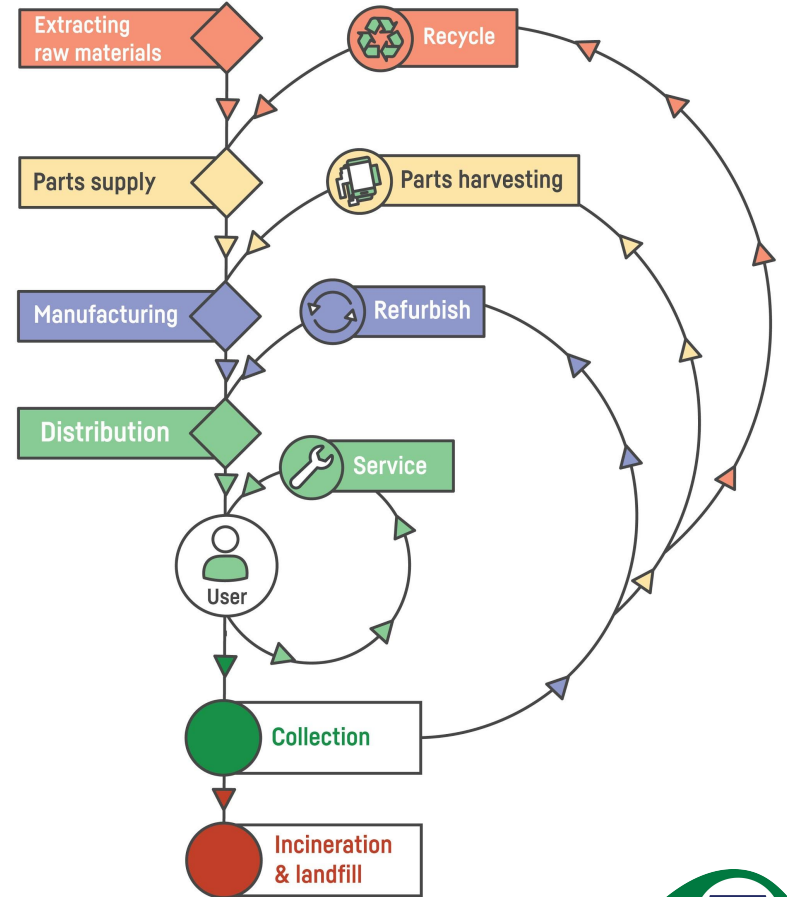 Extracting
raw materials
Recycle
Parts supply
Parts harvesting
Manufacturing
Refurbish
Distribution
Service
User
Collection
Incineration
& landfill